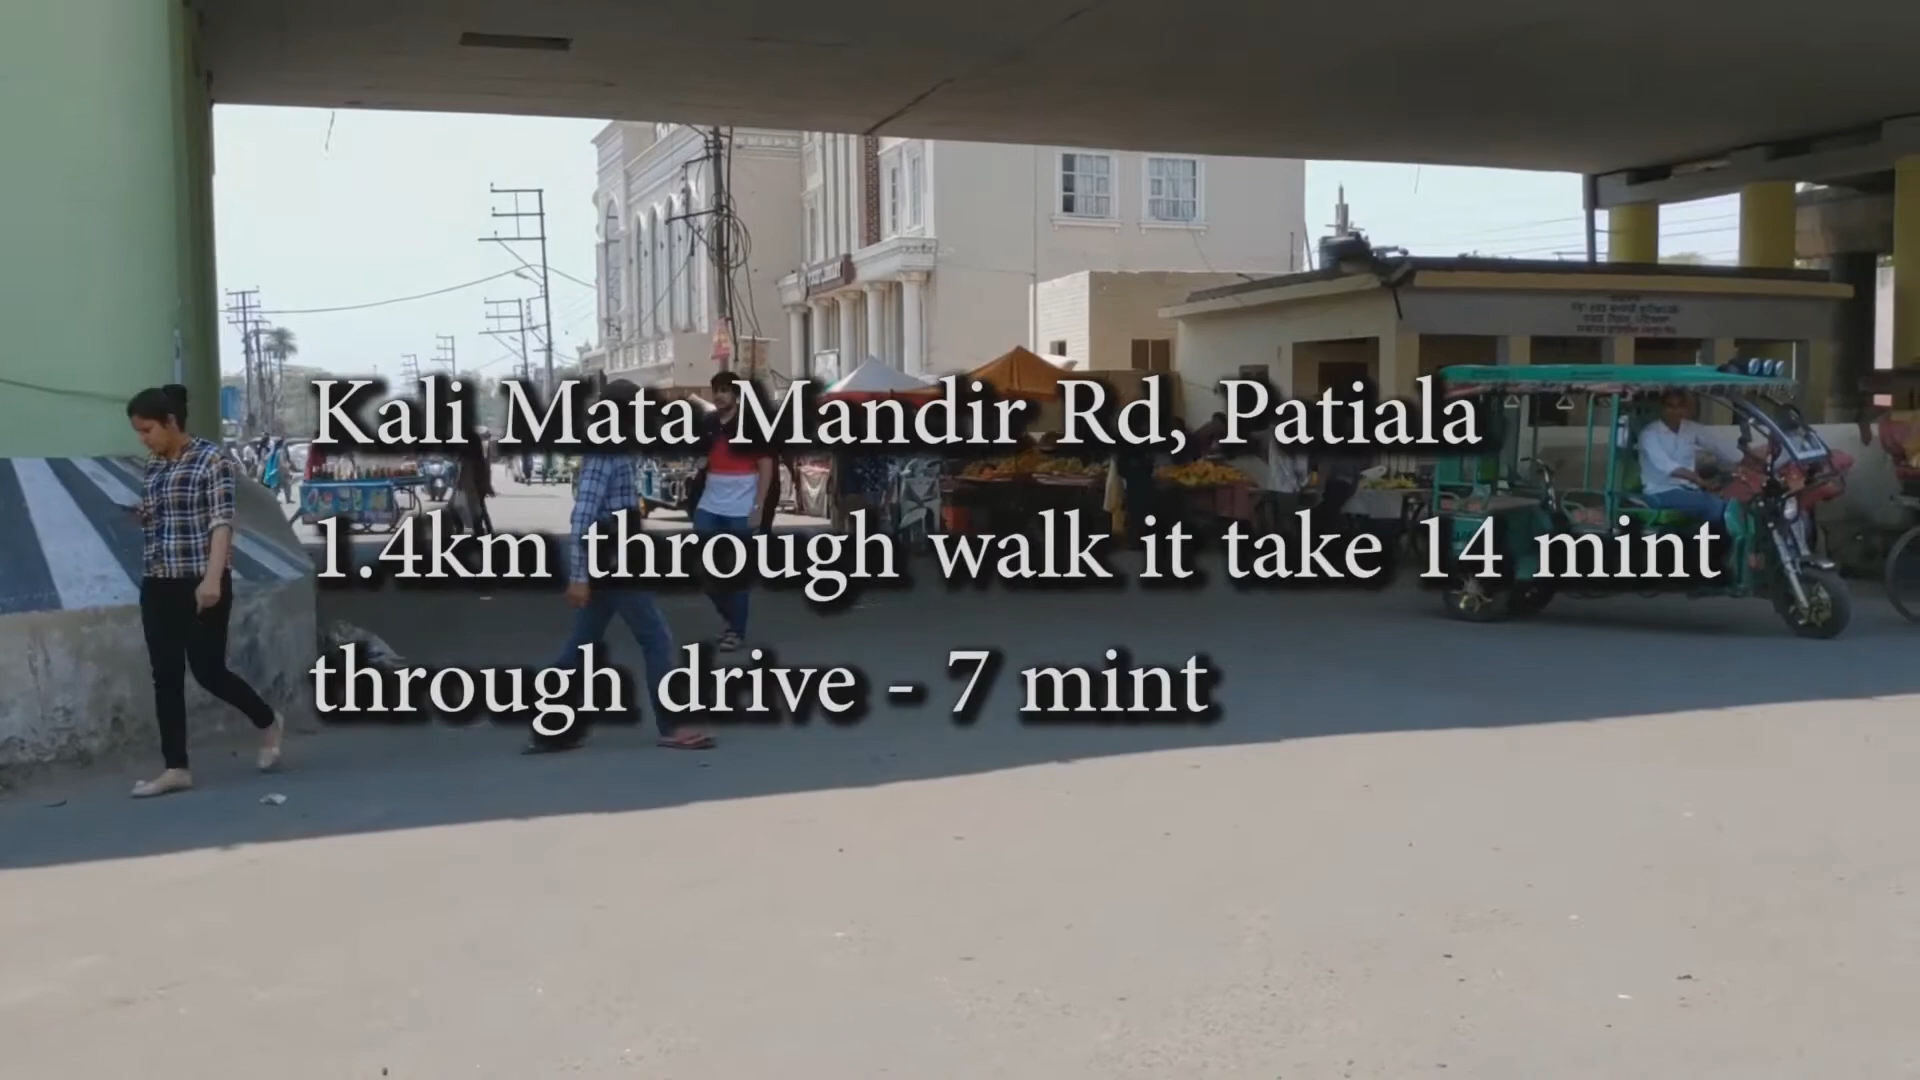 Kali Mata Mandir Rd, Patiala
1.4km through walk it take 14 mint
through drive - 7 mint